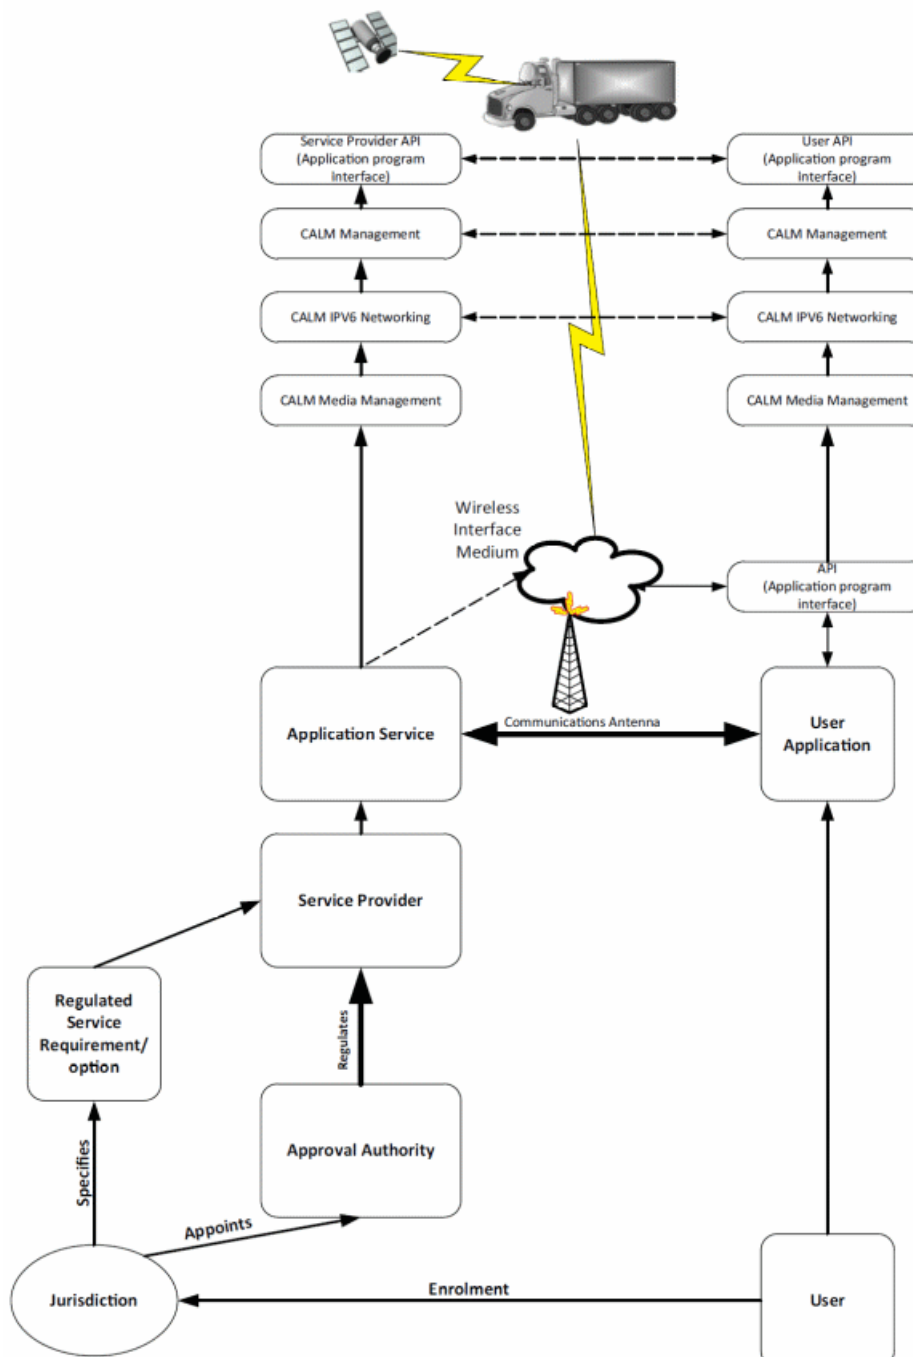 Service Provider API
(Application program
Interface)
User API
(Application program
Interface)
CALM Management
CALM Management
CALM IPV6 Networking
CALM IPV6 Networking
CALM Media Management
CALM Media Management
Wireless
Interface
Medium
API
(Application program
interface)
Communications Antenna
Application Service
User
Application
Service Provider
Regulated
Service
Requirement/
option
Regulates
Approval Authority
Specifies
Appoints
Jurisdiction
Enrolment
User